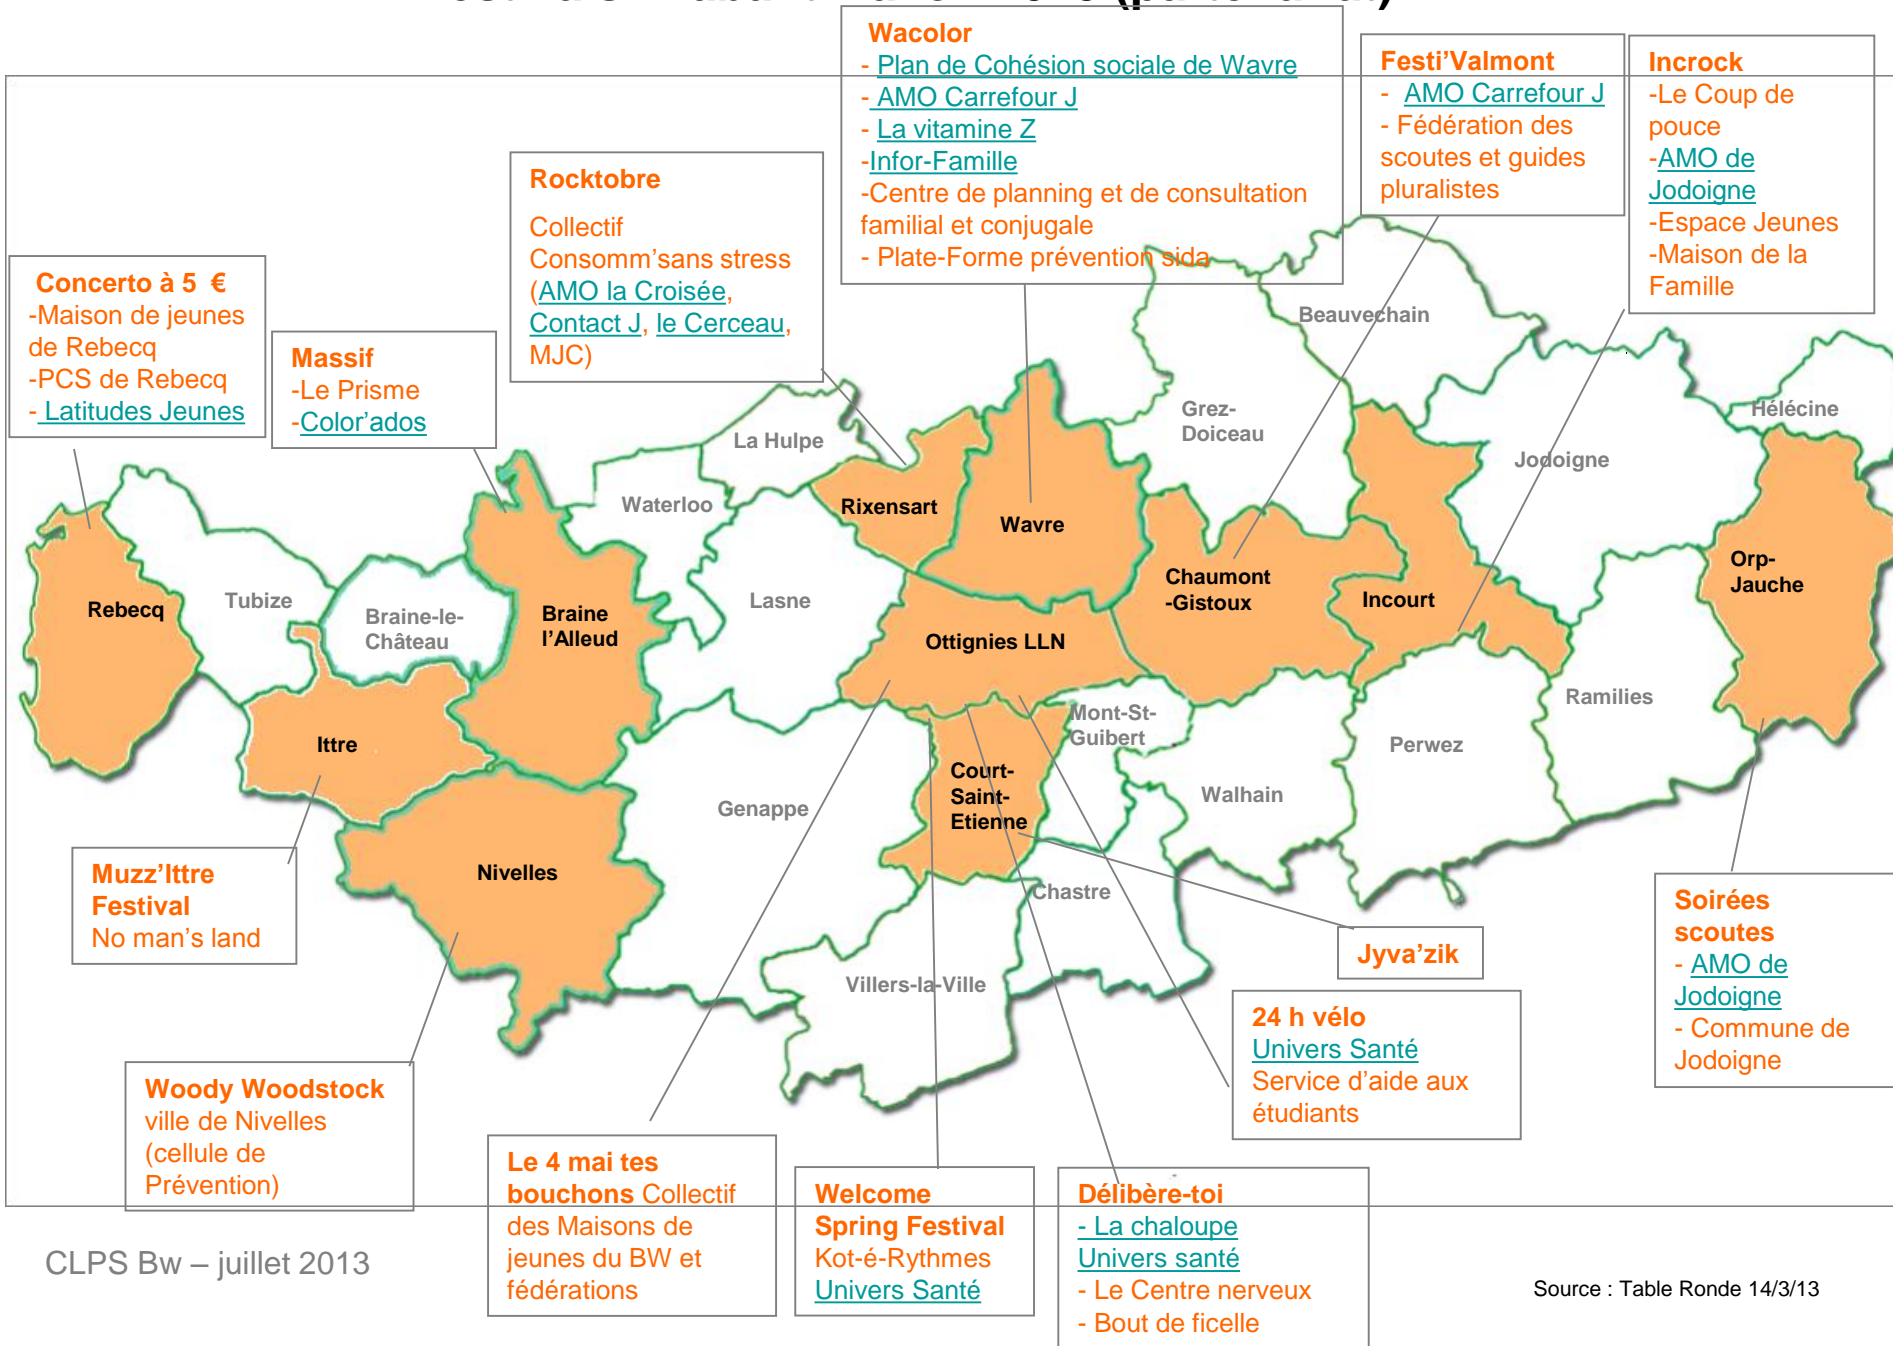 Wacolor
- Plan de Cohésion sociale de Wavre
- AMO Carrefour J
- La vitamine Z
-Infor-Famille
-Centre de planning et de consultation
familial et conjugale
- Plate-Forme prévention sida
Festi’Valmont
- AMO Carrefour J
- Fédération des
scoutes et guides
pluralistes
Incrock
-Le Coup de
pouce
-AMO de
Jodoigne
-Espace Jeunes
-Maison de la
Famille
Rocktobre
Collectif
Consomm’sans stress
(AMO la Croisée,
Contact J, le Cerceau,
MJC)
Concerto à 5 €
-Maison de jeunes
de Rebecq
-PCS de Rebecq
- Latitudes Jeunes
Massif
-Le Prisme
-Color’ados
Beauvechain
Grez-
Doiceau
Hélécine
La Hulpe
Jodoigne
Waterloo
Rixensart
Wavre
Orp-
Jauche
Chaumont
-Gistoux
Incourt
Rebecq
Tubize
Braine-le-
Château
Braine
l’Alleud
Lasne
Ottignies LLN
Ramilies
Mont-St-
Guibert
Ittre
Perwez
Court-
Saint-
Etienne
Genappe
Walhain
Nivelles
Chastre
Villers-la-Ville
Muzz’Ittre
Festival
No man’s land
Jyva’zik
Soirées
scoutes
- AMO de
Jodoigne
- Commune de
Jodoigne
24 h vélo
Univers Santé
Service d’aide aux
étudiants
Woody Woodstock
ville de Nivelles
(cellule de
Prévention)
Le 4 mai tes
bouchons Collectif
des Maisons de
jeunes du BW et
fédérations
Welcome
Spring Festival
Kot-é-Rythmes
Univers Santé
Délibère-toi
- La chaloupe
Univers santé
- Le Centre nerveux
- Bout de ficelle
CLPS Bw – juillet 2013
Source : Table Ronde 14/3/13